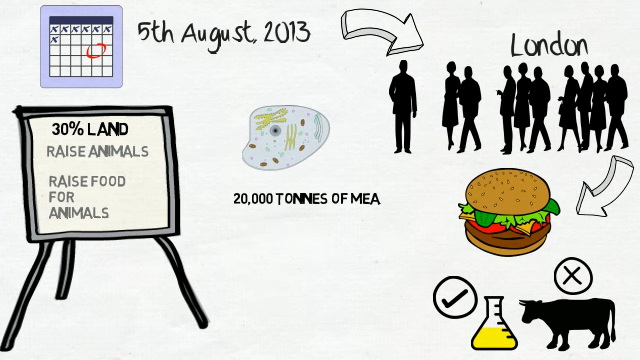 5th August, 2013
London
30% LAND
RAISE ANIMALS
RAISE FOOD
FOR
ANIMALS
20,000 TONNES OF MEA